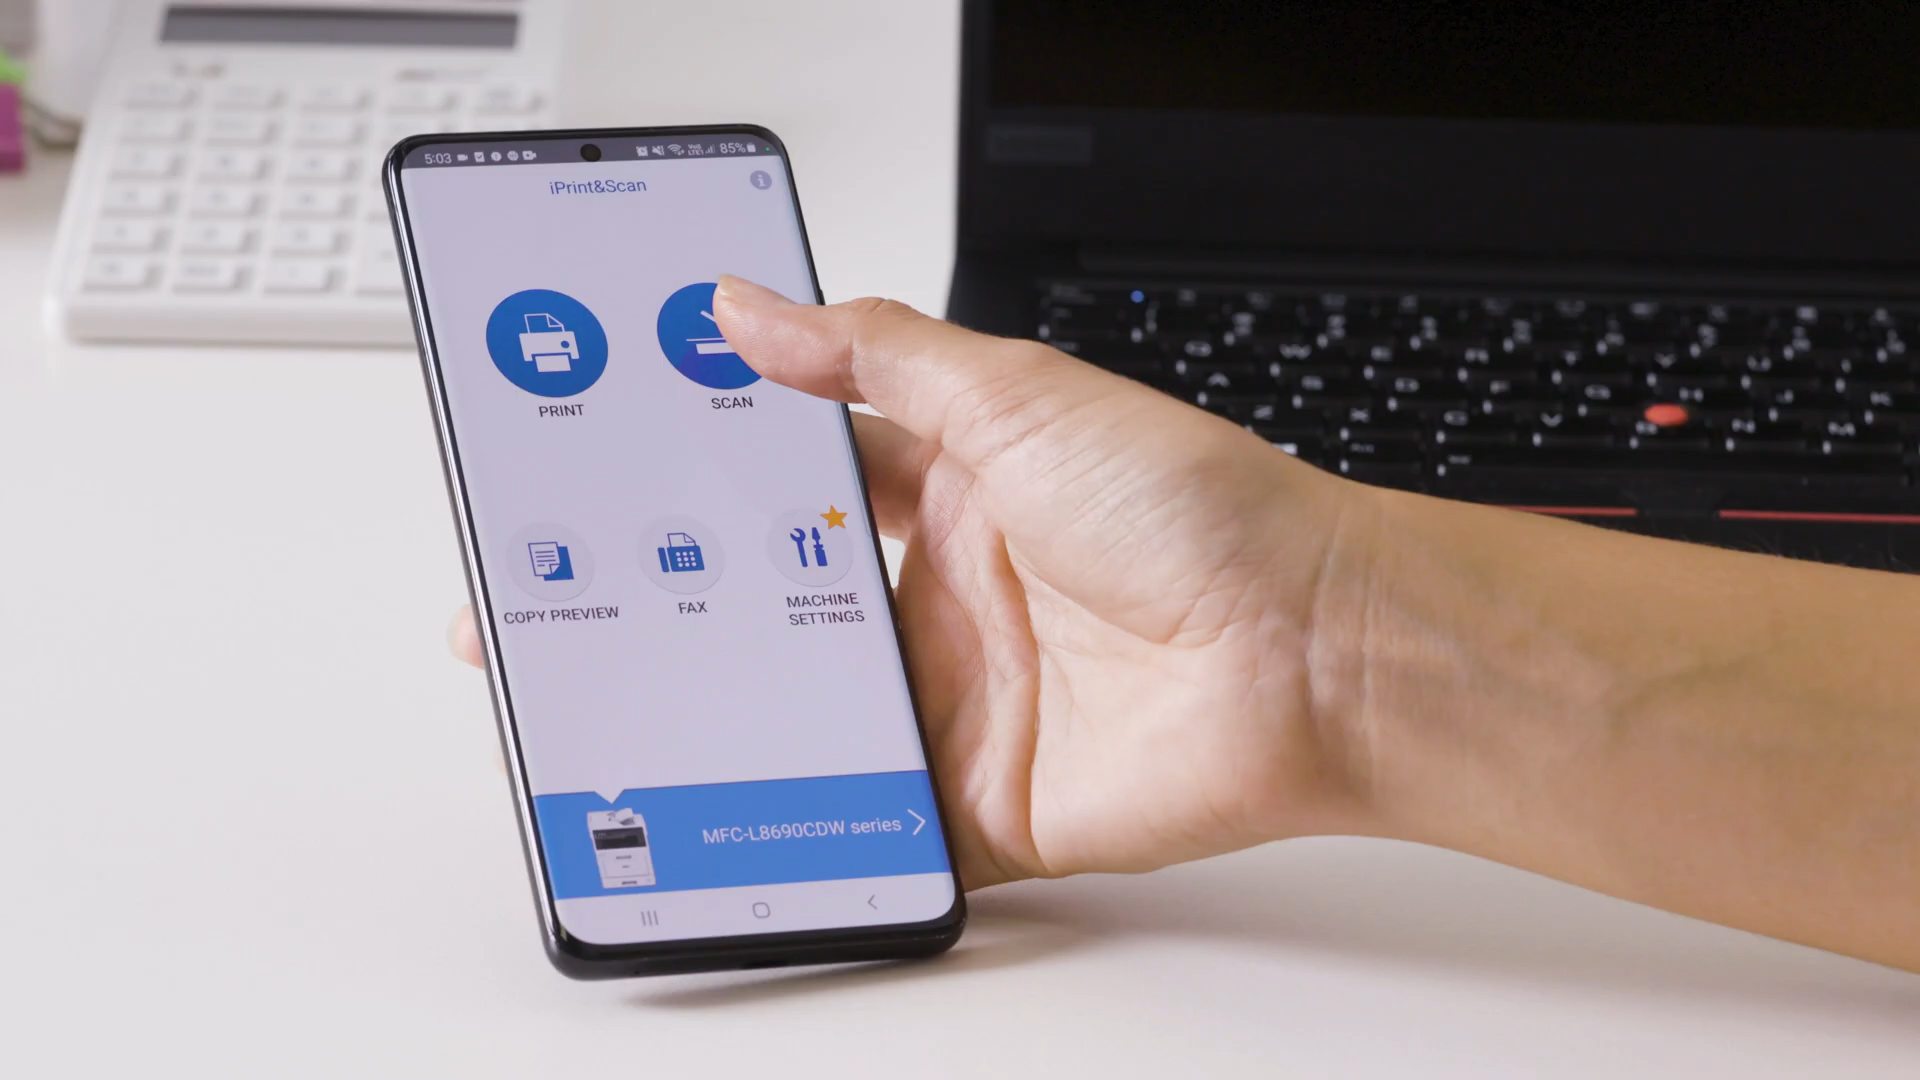 5:03
85%
iPrint&Scan
PRINT
SCAN
COPY PREVIEW
FAX
MACHINE
SETTINGS
MFC-L8690CDW series